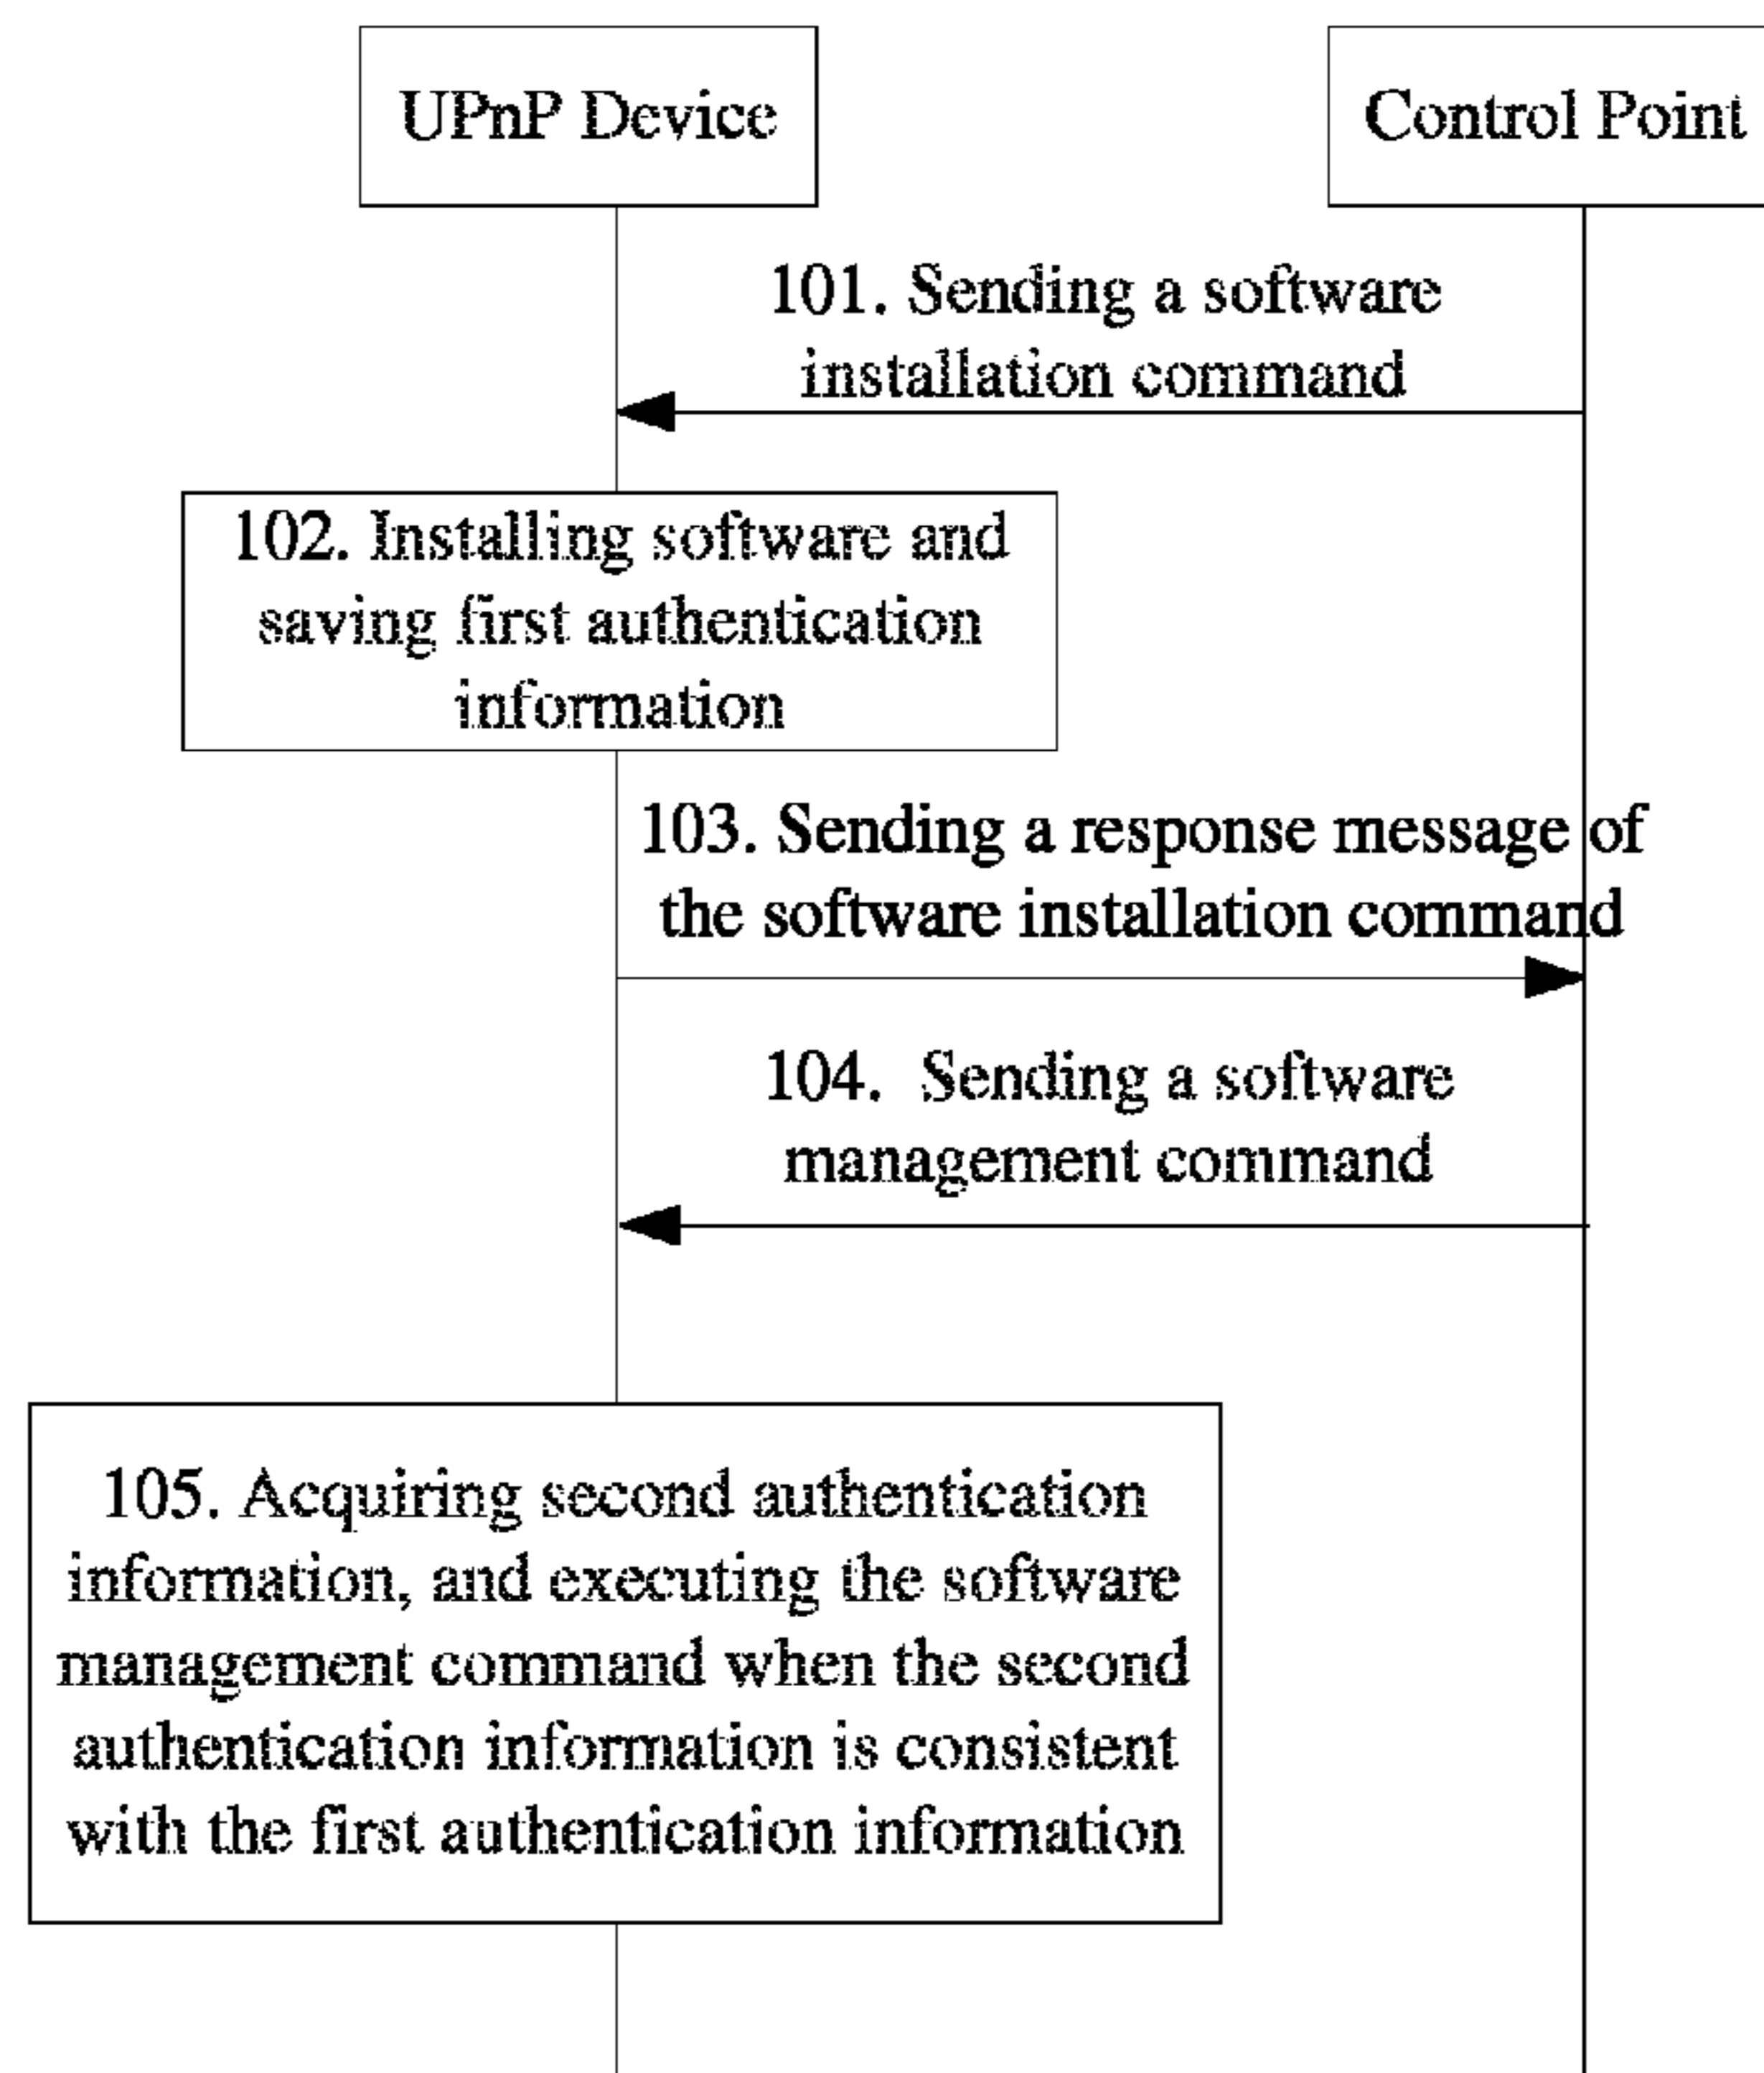 UPnP Device
Control Point
101. Sending a software
installation command
102. Installing software and
saving first authentication
information
103. Sending a response message of
the software installation command
104. Sending a software
management command
105. Acquiring second authentication
information, and executing the software
management command when the second
authentication information is consistent
with the first authentication information